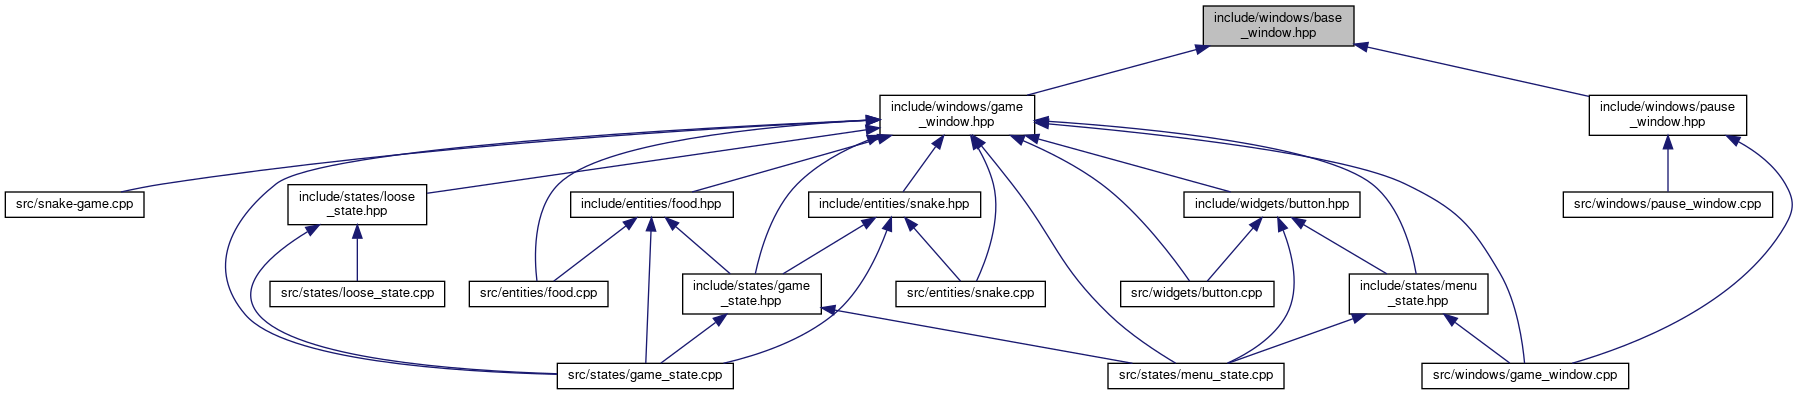 include/windows/base
_window.hpp
include/windows/game
_window.hpp
include/windows/pause
_window.hpp
src/snake-game.cpp
include/states/loose
_state.hpp
include/entities/food.hpp
include/entities/snake.hpp
include/widgets/button.hpp
src/windows/pause_window.cpp
src/states/loose_state.cpp
src/entities/food.cpp
include/states/game
_state.hpp
src/entities/snake.cpp
src/widgets/button.cpp
include/states/menu
_state.hpp
src/states/game_state.cpp
src/states/menu_state.cpp
src/windows/game_window.cpp